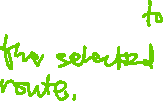 to
the selected
route.